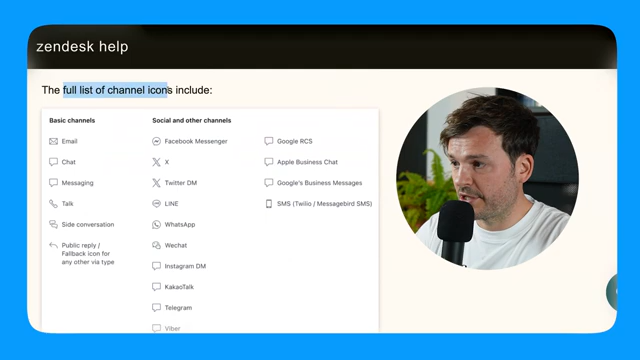 zendesk help
The full list of channel icons include:
Basic channels
Email
Chat
Messaging
Talk
Side conversation
Public reply /
Fallback icon for
any other via type
Social and other channels
Facebook Messenger
X
Twitter DM
LINE
WhatsApp
Wechat
Instagram DM
KakaoTalk
Telegram
Viber
Google RCS
Apple Business Chat
Google's Business Messages
SMS (Twilio / Messagebird SMS)